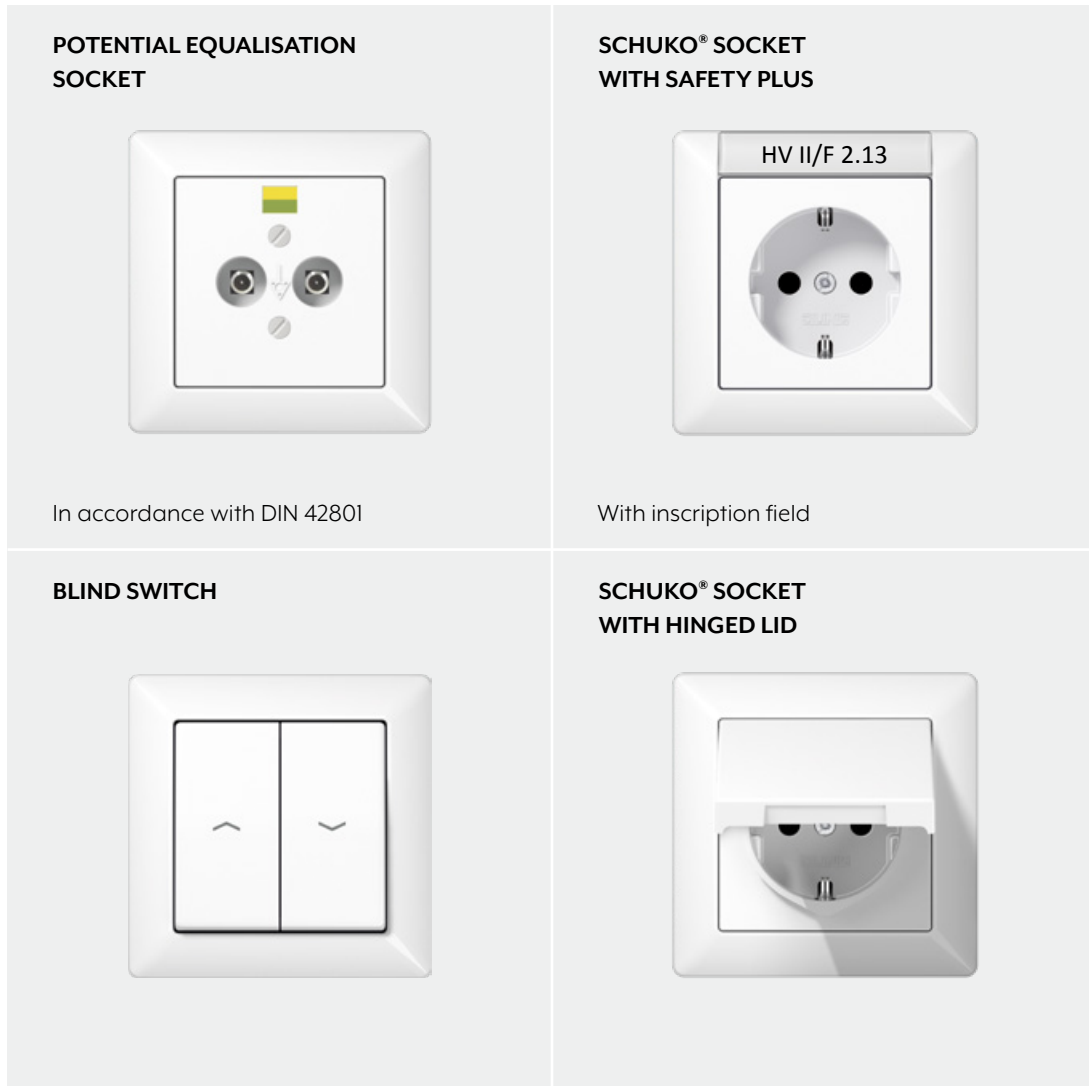 POTENTIAL EQUALISATION
SOCKET
In accordance with DIN 42801
SCHUKO® SOCKET
WITH SAFETY PLUS
HV II/F 2.13
With inscription field
BLIND SWITCH
SCHUKO® SOCKET
WITH HINGED LID